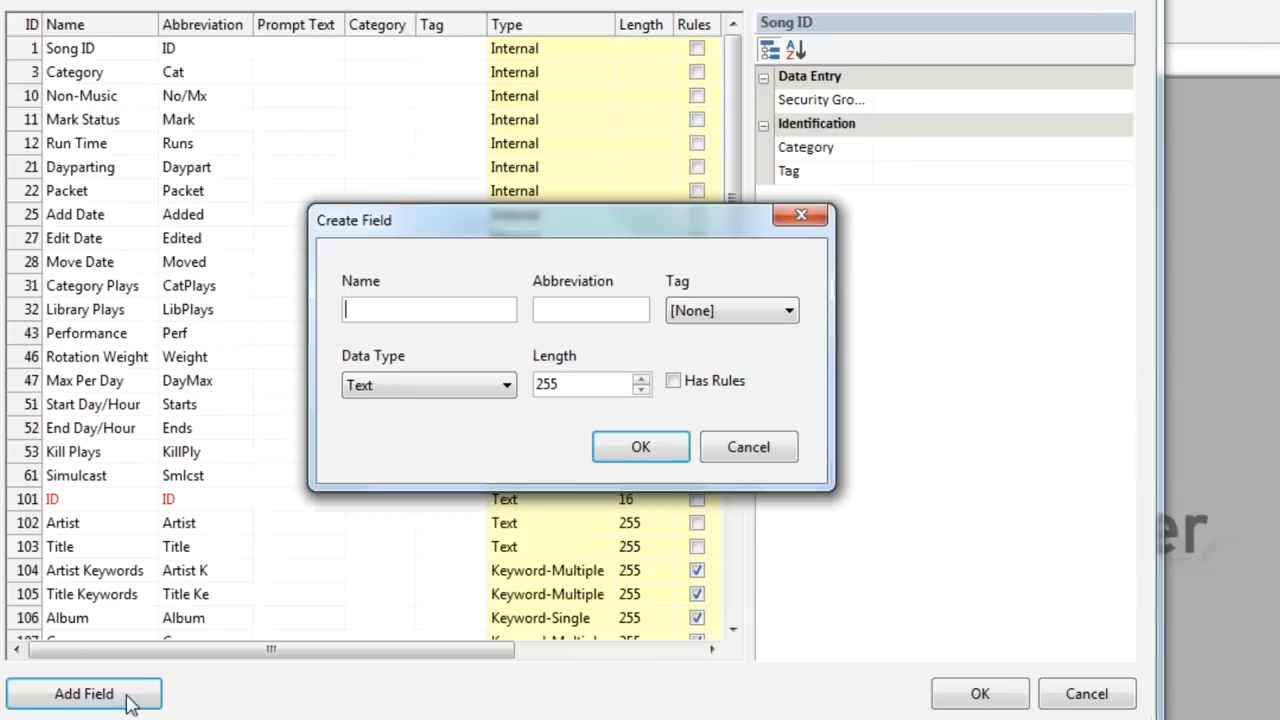 ID Name Abbreviation Prompt Text Category Tag Type Length Rules
1 Song ID ID Internal
3 Category Cat Internal
10 Non-Music No/Mx Internal
11 Mark Status Mark Internal
12 Run Time Runs Internal
21 Dayparting Daypart Internal
22 Packet Packet Internal
25 Add Date Added
27 Edit Date Edited
28 Move Date Moved
31 Category Plays CatPlays
32 Library Plays LibPlays
43 Performance Perf
46 Rotation Weight Weight
47 Max Per Day DayMax
51 Start Day/Hour Starts
52 End Day/Hour Ends
53 Kill Plays KillPly
61 Simulcast Smlcst
101 ID ID Text 16
102 Artist Artist Text 255
103 Title Title Text 255
104 Artist Keywords Artist K Keyword-Multiple 255
105 Title Keywords Title Ke Keyword-Multiple 255
106 Album Album Keyword-Single 255
Add Field
Create Field
Name Abbreviation Tag
[None]
Data Type Length
Text 255 Has Rules
OK Cancel
Song ID
Data Entry
Security Gro...
Identification
Category
Tag
er
OK Cancel